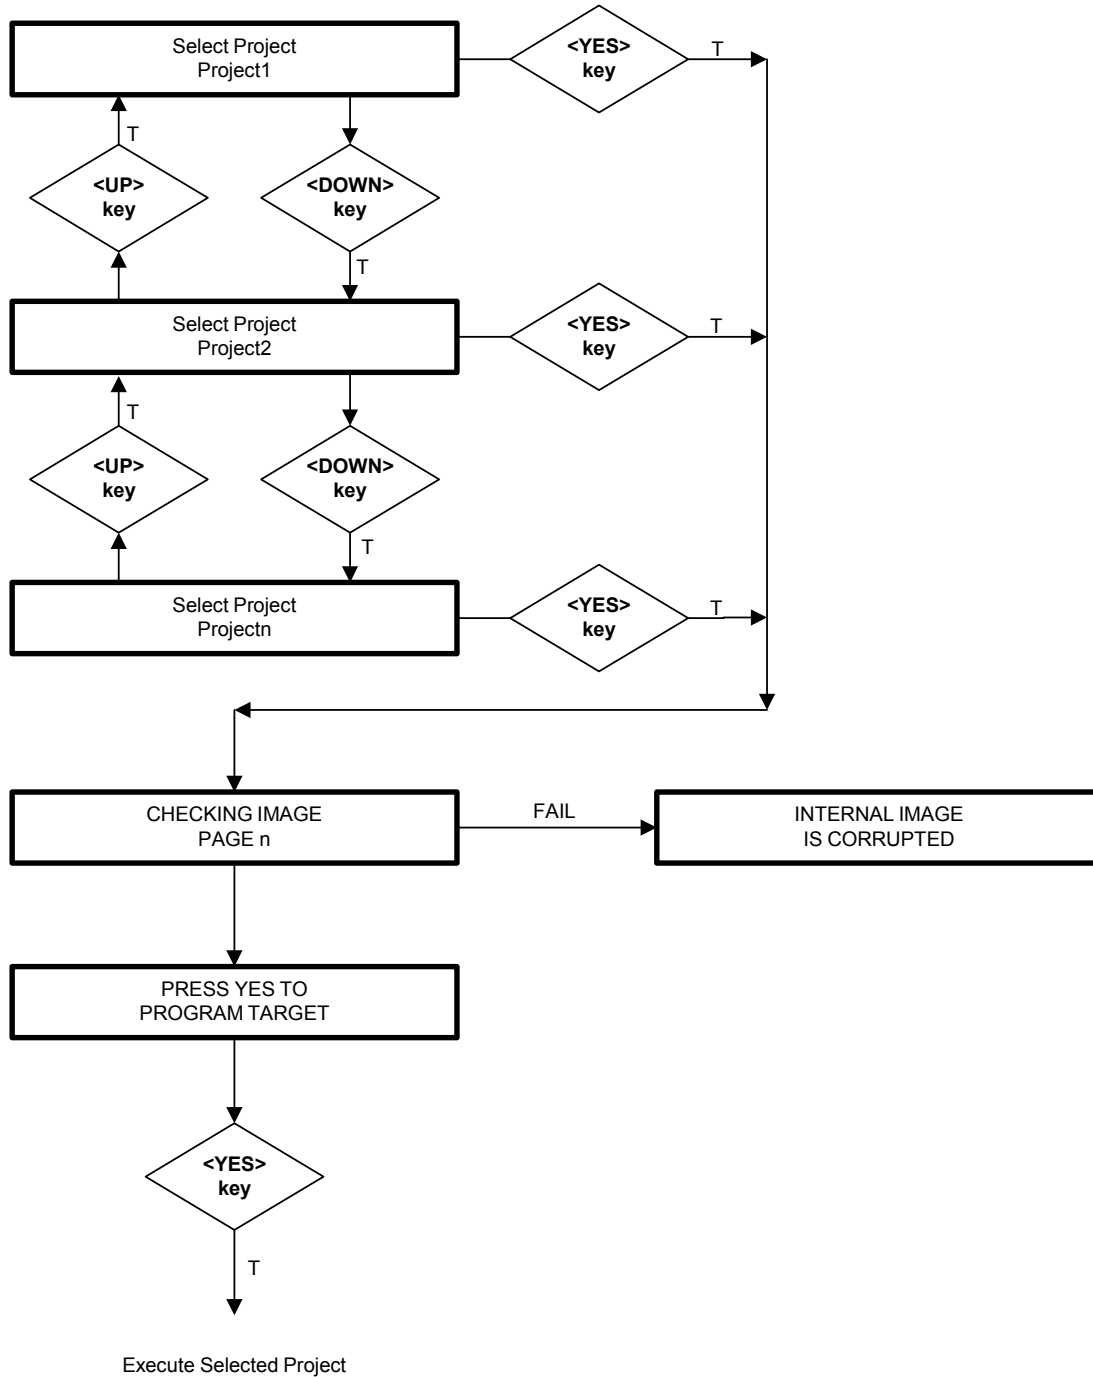 Select Project
Project1
<YES>
key
T
T
<UP>
key
<DOWN>
key
T
Select Project
Project2
<YES>
key
T
T
<UP>
key
<DOWN>
key
T
Select Project
Projectn
<YES>
key
T
CHECKING IMAGE
PAGE n
FAIL
INTERNAL IMAGE
IS CORRUPTED
PRESS YES TO
PROGRAM TARGET
<YES>
key
T
Execute Selected Project